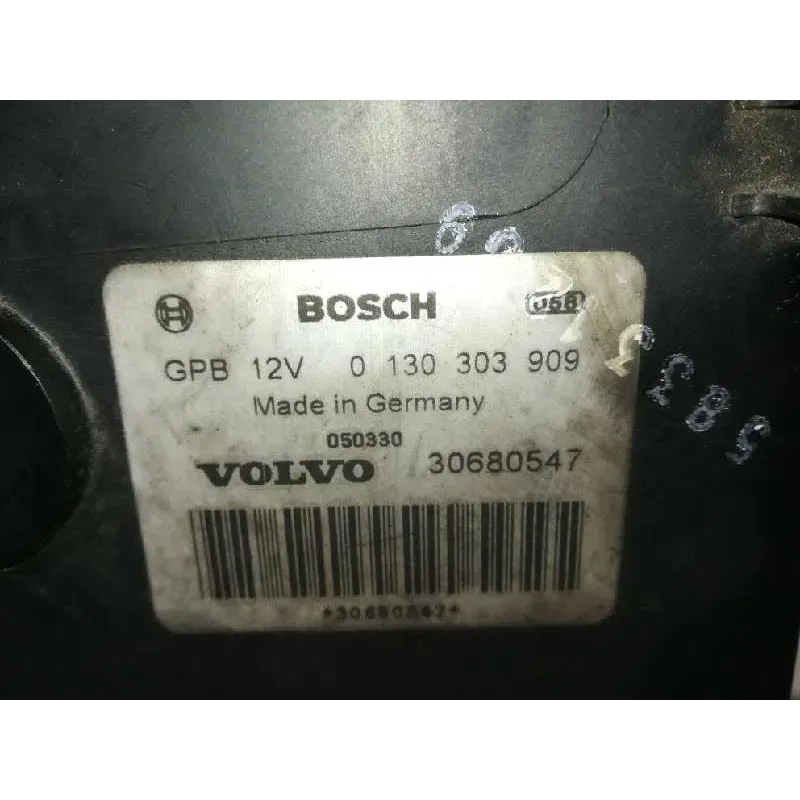 BOSCH 058
GPB 12V 0 130 303 909
Made in Germany
050330
VOLVO 30680547
*30680547*